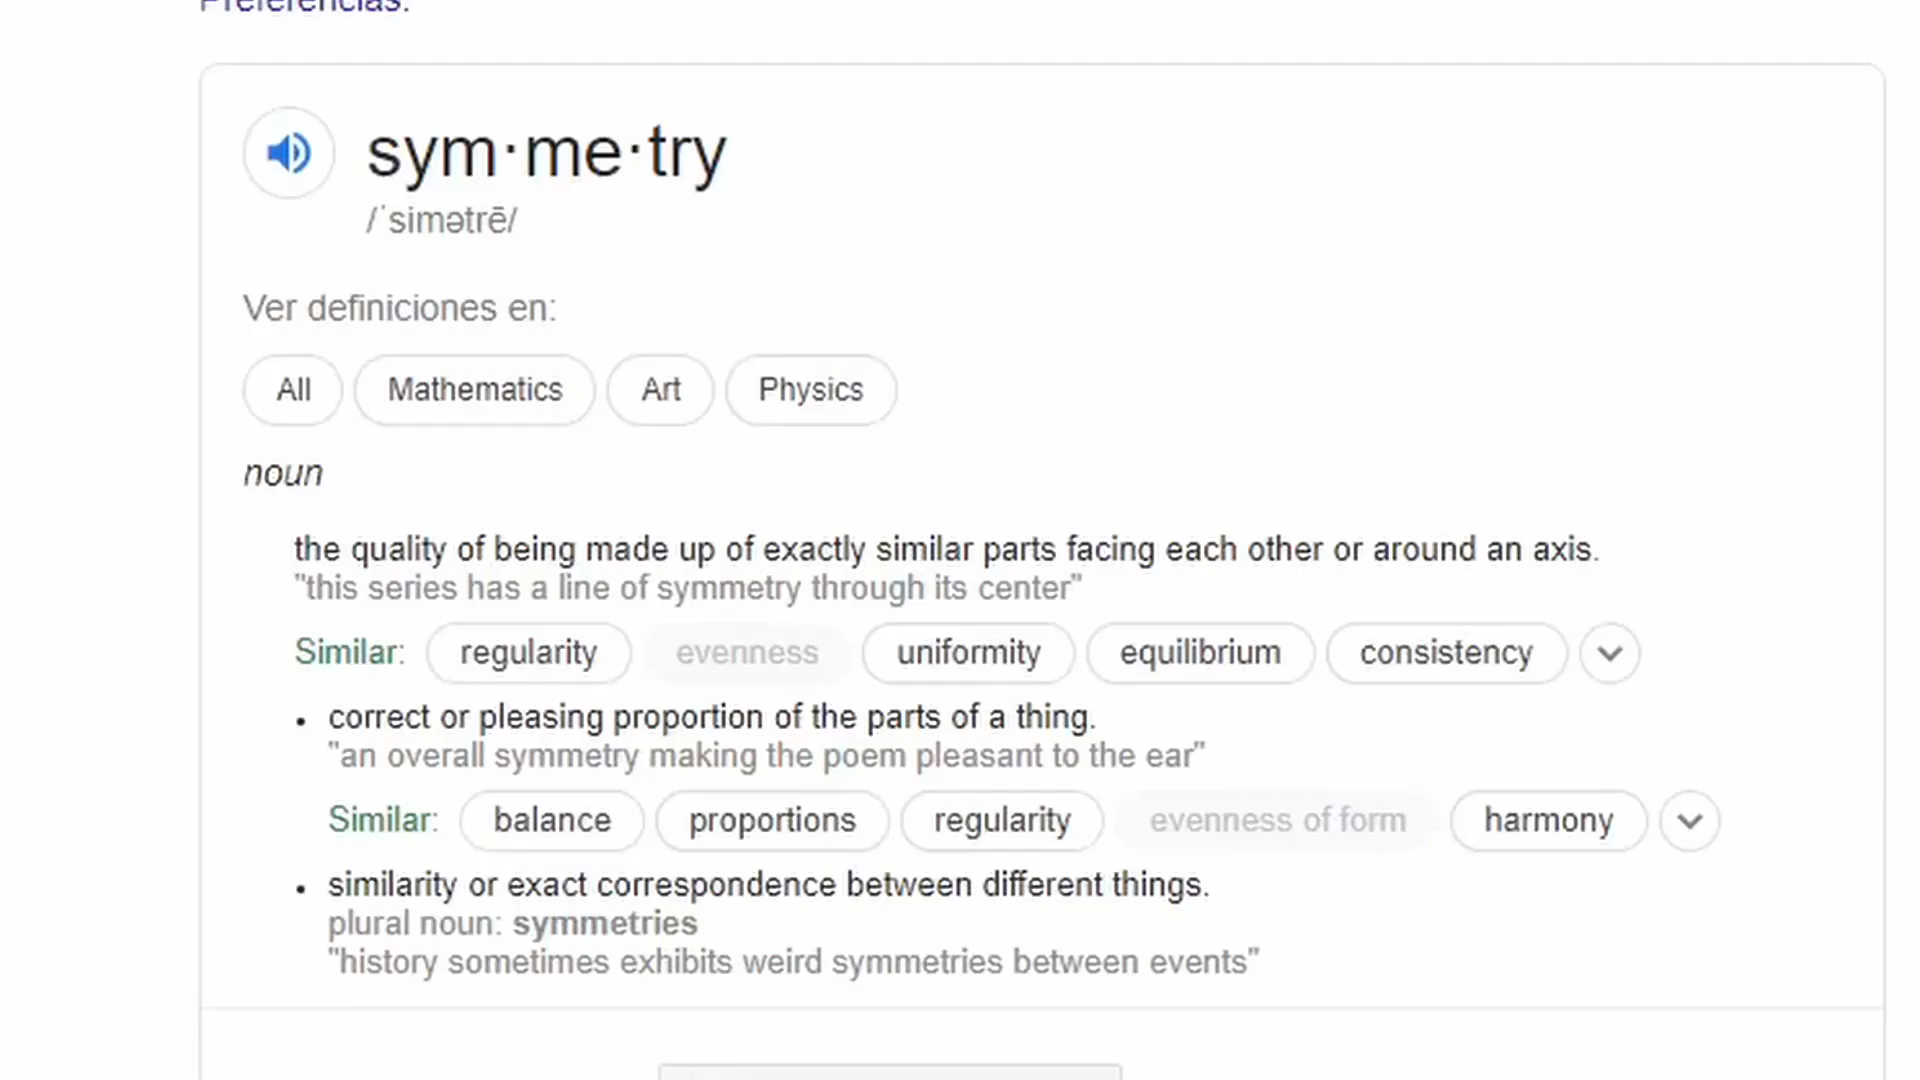 Preferencias.
sym·me·try
/ˈsimətrē/
Ver definiciones en:
All Mathematics Art Physics
noun
the quality of being made up of exactly similar parts facing each other or around an axis.
"this series has a line of symmetry through its center"
Similar: regularity evenness uniformity equilibrium consistency
• correct or pleasing proportion of the parts of a thing.
"an overall symmetry making the poem pleasant to the ear"
Similar: balance proportions regularity evenness of form harmony
• similarity or exact correspondence between different things.
plural noun: symmetries
"history sometimes exhibits weird symmetries between events"